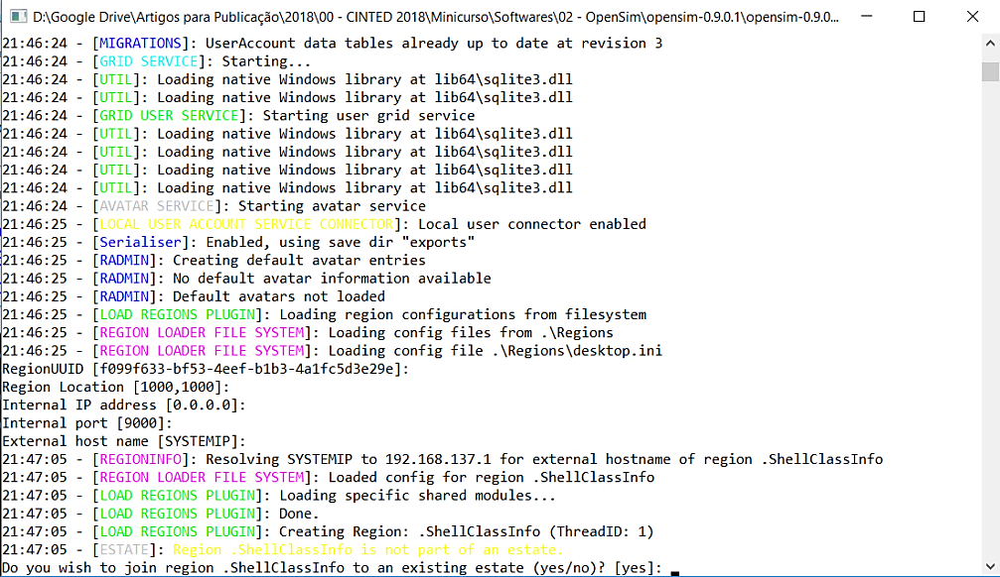 D:\Google Drive\Artigos para Publicação\2018\00 - CINTED 2018\Minicurso\Softwares\02 - OpenSim\opensim-0.9.0.1\opensim-0.9.0...
21:46:24 - [MIGRATIONS]: UserAccount data tables already up to date at revision 3
21:46:24 - [GRID SERVICE]: Starting...
21:46:24 - [UTIL]: Loading native Windows library at lib64\sqlite3.dll
21:46:24 - [UTIL]: Loading native Windows library at lib64\sqlite3.dll
21:46:24 - [GRID USER SERVICE]: Starting user grid service
21:46:24 - [UTIL]: Loading native Windows library at lib64\sqlite3.dll
21:46:24 - [UTIL]: Loading native Windows library at lib64\sqlite3.dll
21:46:24 - [UTIL]: Loading native Windows library at lib64\sqlite3.dll
21:46:24 - [UTIL]: Loading native Windows library at lib64\sqlite3.dll
21:46:24 - [AVATAR SERVICE]: Starting avatar service
21:46:25 - [LOCAL USER ACCOUNT SERVICE CONNECTOR]: Local user connector enabled
21:46:25 - [Serialiser]: Enabled, using save dir "exports"
21:46:25 - [RADMIN]: Creating default avatar entries
21:46:25 - [RADMIN]: No default avatar information available
21:46:25 - [RADMIN]: Default avatars not loaded
21:46:25 - [LOAD REGIONS PLUGIN]: Loading region configurations from filesystem
21:46:25 - [REGION LOADER FILE SYSTEM]: Loading config files from .\Regions
21:46:25 - [REGION LOADER FILE SYSTEM]: Loading config file .\Regions\desktop.ini
RegionUUID [f099f633-bf53-4eef-b1b3-4a1fc5d3e29e]:
Region Location [1000,1000]:
Internal IP address [0.0.0.0]:
Internal port [9000]:
External host name [SYSTEMIP]:
21:47:05 - [REGIONINFO]: Resolving SYSTEMIP to 192.168.137.1 for external hostname of region .ShellClassInfo
21:47:05 - [REGION LOADER FILE SYSTEM]: Loaded config for region .ShellClassInfo
21:47:05 - [LOAD REGIONS PLUGIN]: Loading specific shared modules...
21:47:05 - [LOAD REGIONS PLUGIN]: Done.
21:47:05 - [LOAD REGIONS PLUGIN]: Creating Region: .ShellClassInfo (ThreadID: 1)
21:47:05 - [ESTATE]: Region .ShellClassInfo is not part of an estate.
Do you wish to join region .ShellClassInfo to an existing estate (yes/no)? [yes]: